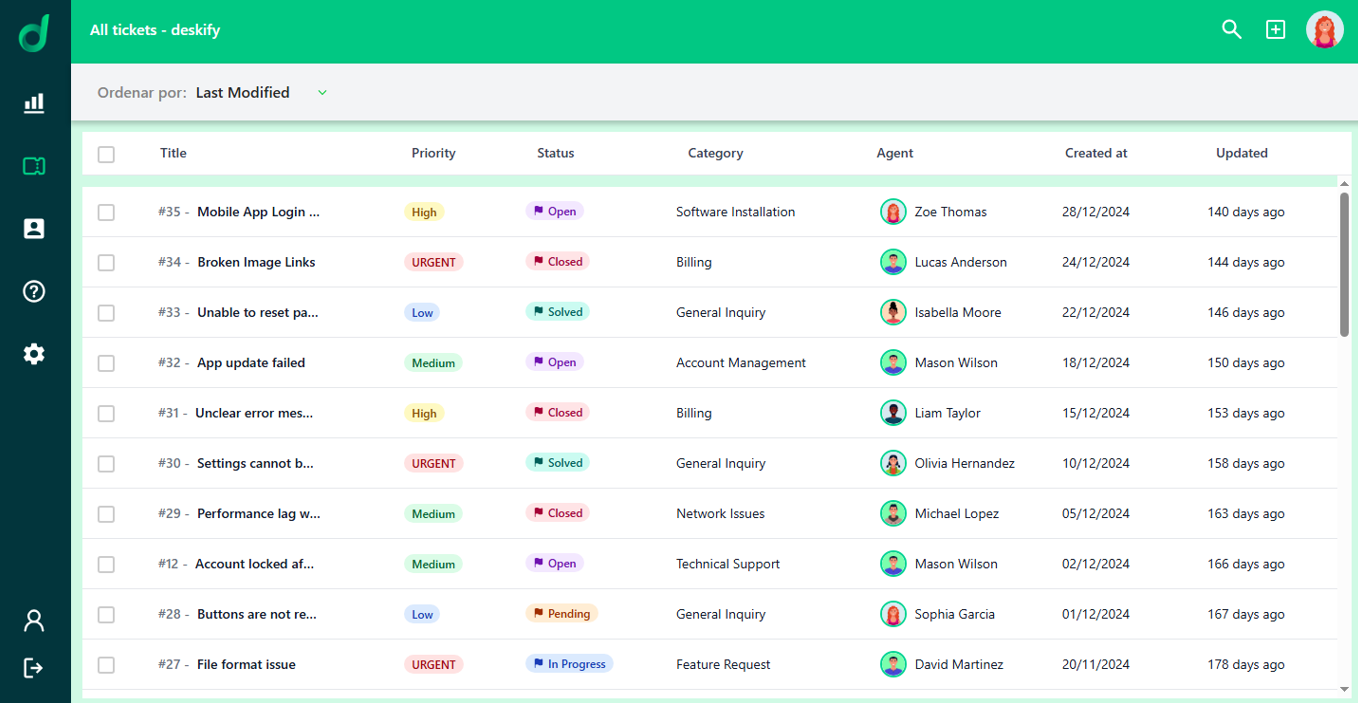 All tickets - deskify
Ordenar por: Last Modified
Title Priority Status Category Agent Created at Updated
#35 - Mobile App Login ... High Open Software Installation Zoe Thomas 28/12/2024 140 days ago
#34 - Broken Image Links URGENT Closed Billing Lucas Anderson 24/12/2024 144 days ago
#33 - Unable to reset pa... Low Solved General Inquiry Isabella Moore 22/12/2024 146 days ago
#32 - App update failed Medium Open Account Management Mason Wilson 18/12/2024 150 days ago
#31 - Unclear error mes... High Closed Billing Liam Taylor 15/12/2024 153 days ago
#30 - Settings cannot b... URGENT Solved General Inquiry Olivia Hernandez 10/12/2024 158 days ago
#29 - Performance lag w... Medium Closed Network Issues Michael Lopez 05/12/2024 163 days ago
#12 - Account locked af... Medium Open Technical Support Mason Wilson 02/12/2024 166 days ago
#28 - Buttons are not re... Low Pending General Inquiry Sophia Garcia 01/12/2024 167 days ago
#27 - File format issue URGENT In Progress Feature Request David Martinez 20/11/2024 178 days ago